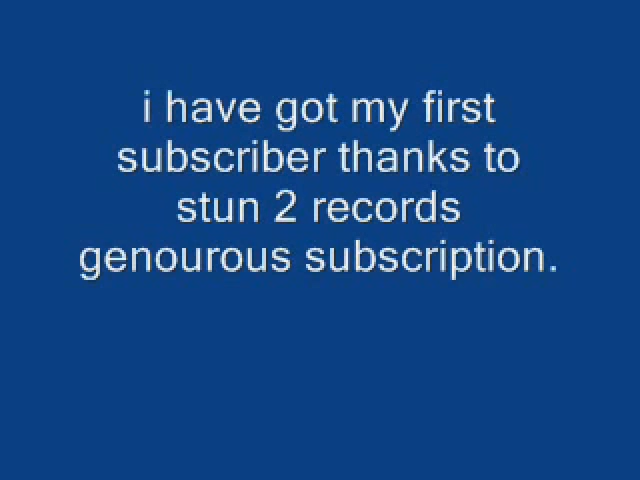 i have got my first
subscriber thanks to
stun 2 records
genourous subscription.